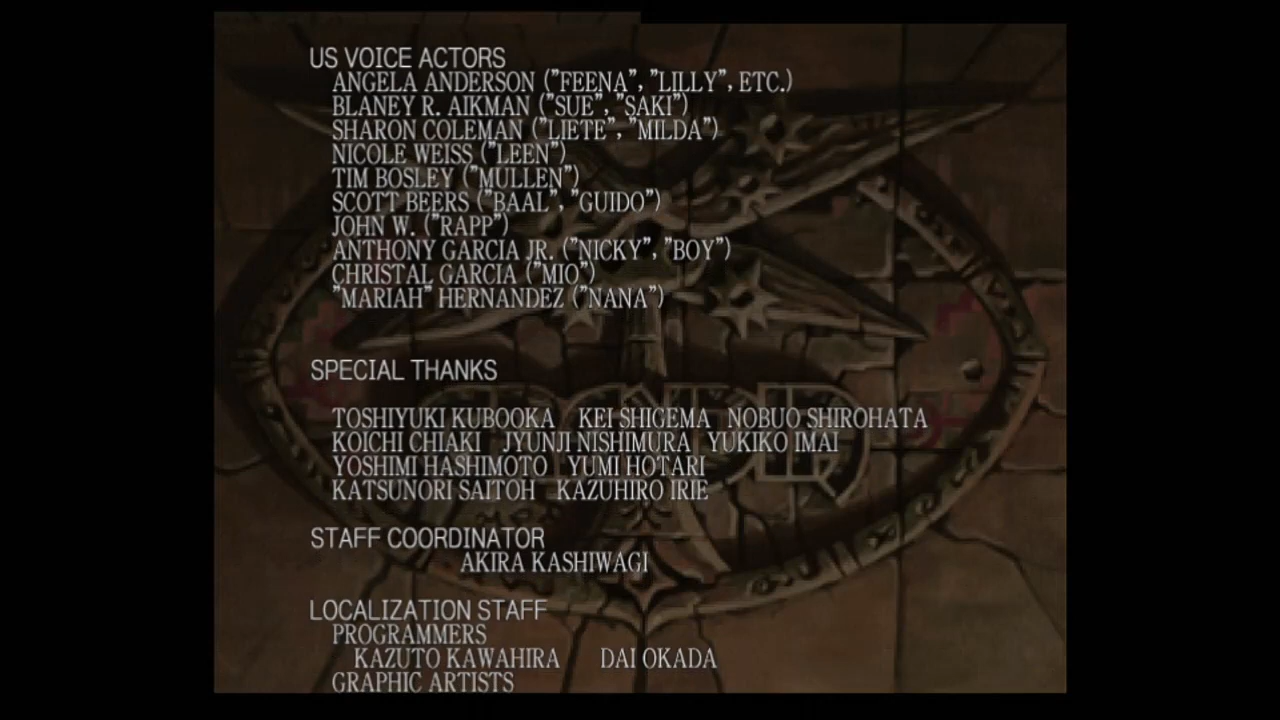 US VOICE ACTORS
ANGELA ANDERSON ("FEENA", "LILLY", ETC.)
BLANEY R. AIKMAN ("SUE", "SAKI")
SHARON COLEMAN ("LIETE", "MILDA")
NICOLE WEISS ("LEEN")
TIM BOSLEY ("MULLEN")
SCOTT BEERS ("BAAL", "GUIDO")
JOHN W. ("RAPP")
ANTHONY GARCIA JR. ("NICKY", "BOY")
CHRISTAL GARCIA ("MIO")
"MARIAH" HERNANDEZ ("NANA")
SPECIAL THANKS
TOSHIYUKI KUBOOKA KEI SHIGEMA NOBUO SHIROHATA
KOICHI CHIAKI JYUNJI NISHIMURA YUKIKO IMAI
YOSHIMI HASHIMOTO YUMI HOTARI
KATSUNORI SAITOH KAZUHIRO IRIE
STAFF COORDINATOR
AKIRA KASHIWAGI
LOCALIZATION STAFF
PROGRAMMERS
KAZUTO KAWAHIRA DAI OKADA
GRAPHIC ARTISTS